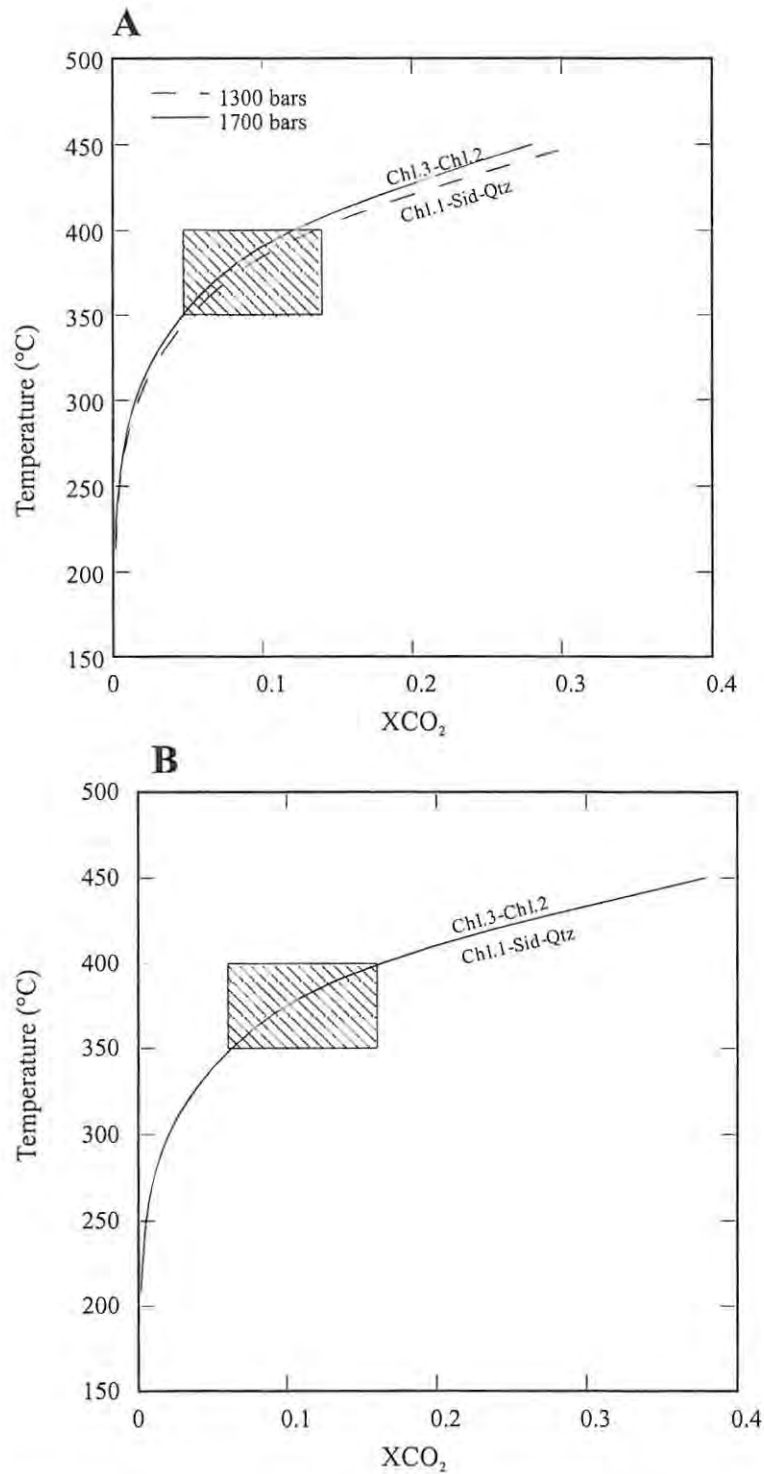 A
500
450
400
350
300
250
200
150
Temperature (°C)
1300 bars
1700 bars
Chl.3-Chl.2
Chl.1-Sid-Qtz
0
0.1
0.2
0.3
0.4
XCO₂
B
500
450
400
350
300
250
200
150
Temperature (°C)
Chl.3-Chl.2
Chl.1-Sid-Qtz
0
0.1
0.2
0.3
0.4
XCO₂